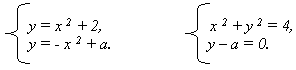 y = x ² + 2,
y = - x ² + a.
x ² + y ² = 4,
y – a = 0.